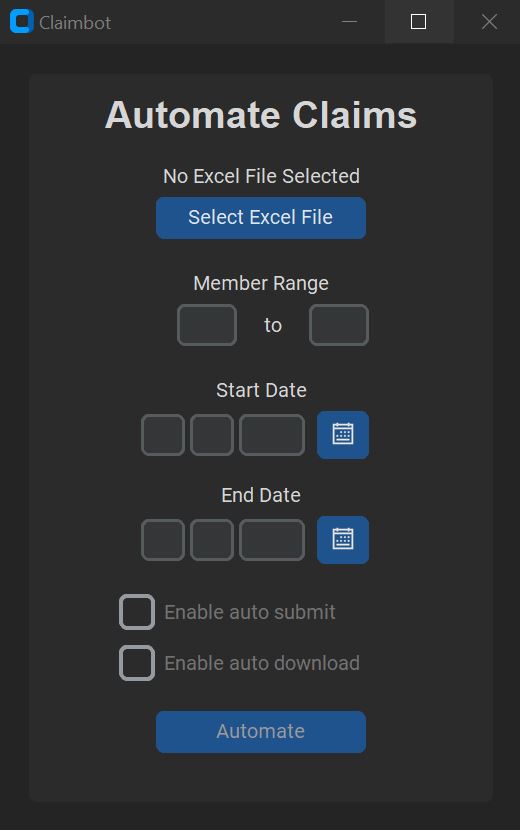 Claimbot
Automate Claims
No Excel File Selected
Select Excel File
Member Range
to
Start Date
End Date
Enable auto submit
Enable auto download
Automate